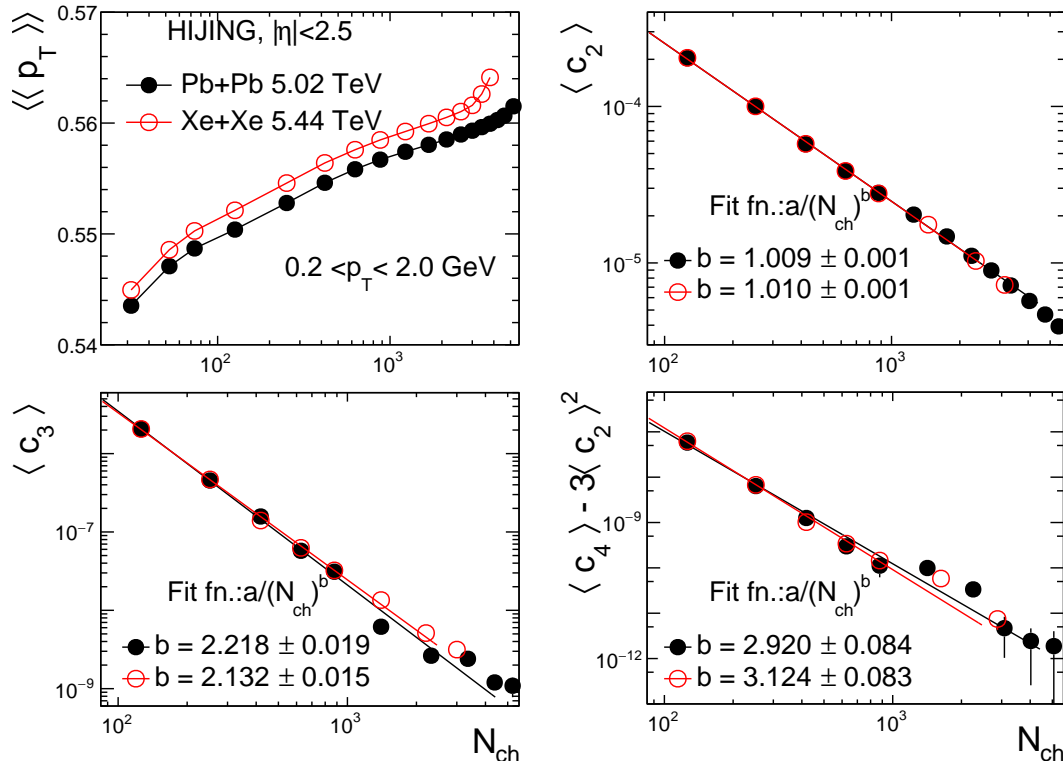 ⟨⟨ p_T ⟩⟩
0.57
0.56
0.55
0.54
HIJING, |η|<2.5
Pb+Pb 5.02 TeV
Xe+Xe 5.44 TeV
0.2 <p_T< 2.0 GeV
10^2
10^3
⟨ c_2 ⟩
10^−4
10^−5
Fit fn.:a/(N_ch)^b
b = 1.009 ± 0.001
b = 1.010 ± 0.001
10^2
10^3
⟨ c_3 ⟩
10^−7
10^−9
Fit fn.:a/(N_ch)^b
b = 2.218 ± 0.019
b = 2.132 ± 0.015
10^2
10^3
N_ch
⟨ c_4 ⟩ - 3⟨ c_2 ⟩^2
10^−9
10^−12
Fit fn.:a/(N_ch)^b
b = 2.920 ± 0.084
b = 3.124 ± 0.083
10^2
10^3
N_ch